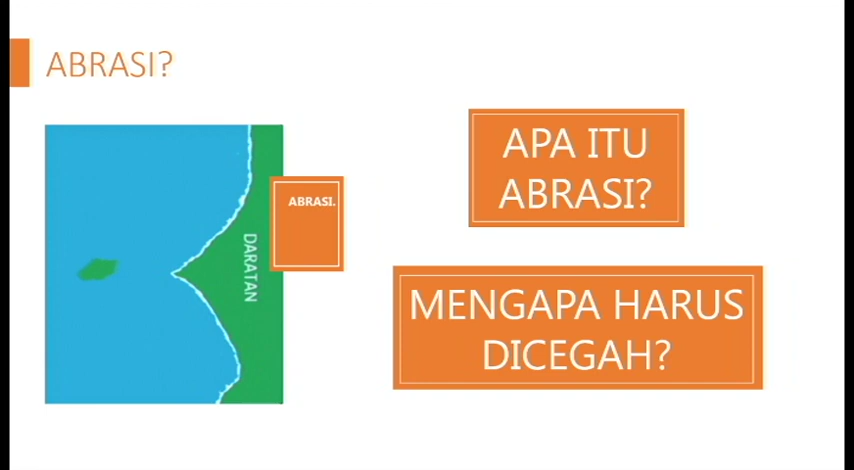 ABRASI?
ABRASI.
DARATAN
APA ITU
ABRASI?
MENGAPA HARUS
DICEGAH?